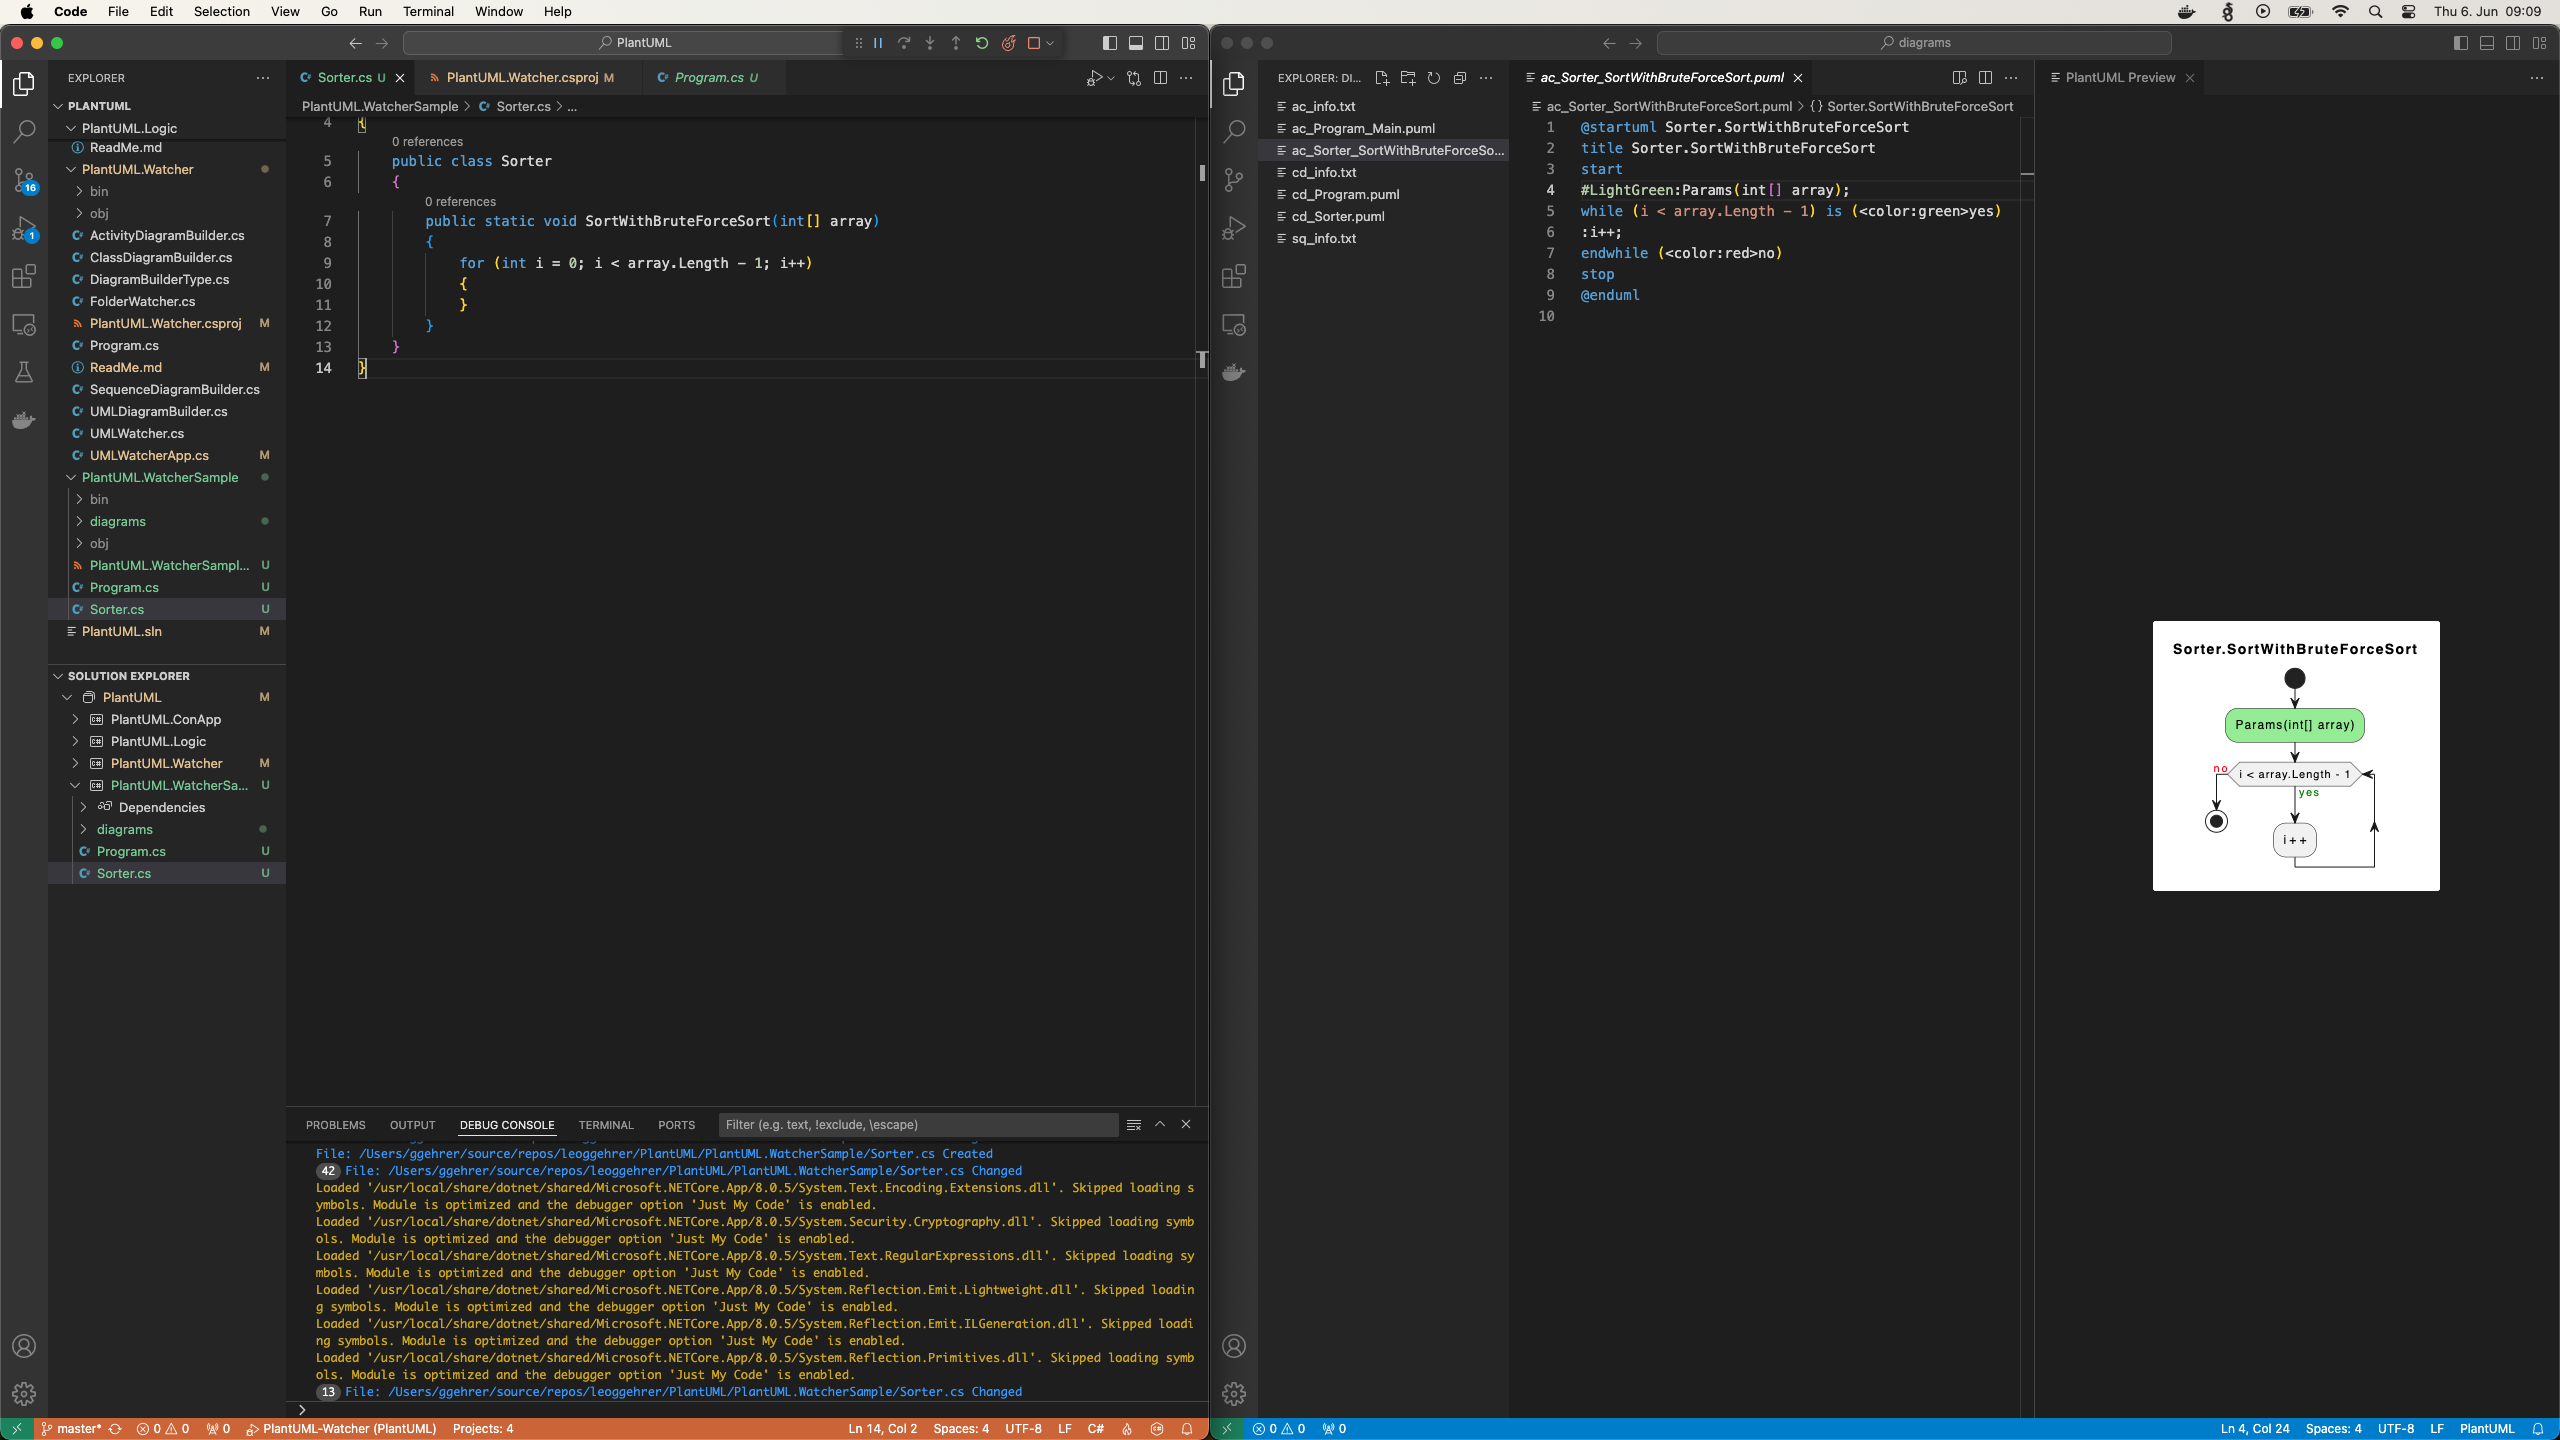 Code File Edit Selection View Go Run Terminal Window Help
Thu 6. Jun 09:09
PlantUML
EXPLORER
PLANTUML
PlantUML.Logic
ReadMe.md
PlantUML.Watcher
bin
obj
ActivityDiagramBuilder.cs
ClassDiagramBuilder.cs
DiagramBuilderType.cs
FolderWatcher.cs
PlantUML.Watcher.csproj M
Program.cs
ReadMe.md M
SequenceDiagramBuilder.cs
UMLDiagramBuilder.cs
UMLWatcher.cs
UMLWatcherApp.cs M
PlantUML.WatcherSample
bin
diagrams
obj
PlantUML.WatcherSampl... U
Program.cs U
Sorter.cs U
PlantUML.sln M
SOLUTION EXPLORER
PlantUML M
PlantUML.ConApp
PlantUML.Logic
PlantUML.Watcher M
PlantUML.WatcherSa... U
Dependencies
diagrams
Program.cs U
Sorter.cs U
16
1
Sorter.cs U
PlantUML.Watcher.csproj M
Program.cs U
PlantUML.WatcherSample > Sorter.cs > ...
4 {
0 references
5 public class Sorter
6 {
0 references
7 public static void SortWithBruteForceSort(int[] array)
8 {
9 for (int i = 0; i < array.Length - 1; i++)
10 {
11 }
12 }
13 }
14 }
PROBLEMS OUTPUT DEBUG CONSOLE TERMINAL PORTS
Filter (e.g. text, !exclude, \escape)
File: /Users/ggehrer/source/repos/leoggehrer/PlantUML/PlantUML.WatcherSample/Sorter.cs Created
42 File: /Users/ggehrer/source/repos/leoggehrer/PlantUML/PlantUML.WatcherSample/Sorter.cs Changed
Loaded '/usr/local/share/dotnet/shared/Microsoft.NETCore.App/8.0.5/System.Text.Encoding.Extensions.dll'. Skipped loading s
ymbols. Module is optimized and the debugger option 'Just My Code' is enabled.
Loaded '/usr/local/share/dotnet/shared/Microsoft.NETCore.App/8.0.5/System.Security.Cryptography.dll'. Skipped loading symb
ols. Module is optimized and the debugger option 'Just My Code' is enabled.
Loaded '/usr/local/share/dotnet/shared/Microsoft.NETCore.App/8.0.5/System.Text.RegularExpressions.dll'. Skipped loading sy
mbols. Module is optimized and the debugger option 'Just My Code' is enabled.
Loaded '/usr/local/share/dotnet/shared/Microsoft.NETCore.App/8.0.5/System.Reflection.Emit.Lightweight.dll'. Skipped loadin
g symbols. Module is optimized and the debugger option 'Just My Code' is enabled.
Loaded '/usr/local/share/dotnet/shared/Microsoft.NETCore.App/8.0.5/System.Reflection.Emit.ILGeneration.dll'. Skipped loadi
ng symbols. Module is optimized and the debugger option 'Just My Code' is enabled.
Loaded '/usr/local/share/dotnet/shared/Microsoft.NETCore.App/8.0.5/System.Reflection.Primitives.dll'. Skipped loading symb
ols. Module is optimized and the debugger option 'Just My Code' is enabled.
13 File: /Users/ggehrer/source/repos/leoggehrer/PlantUML/PlantUML.WatcherSample/Sorter.cs Changed
>
master* 0 0 0 PlantUML-Watcher (PlantUML) Projects: 4 Ln 14, Col 2 Spaces: 4 UTF-8 LF C#
diagrams
EXPLORER: DI...
ac_info.txt
ac_Program_Main.puml
ac_Sorter_SortWithBruteForceSo...
cd_info.txt
cd_Program.puml
cd_Sorter.puml
sq_info.txt
ac_Sorter_SortWithBruteForceSort.puml
ac_Sorter_SortWithBruteForceSort.puml > {} Sorter.SortWithBruteForceSort
1 @startuml Sorter.SortWithBruteForceSort
2 title Sorter.SortWithBruteForceSort
3 start
4 #LightGreen:Params(int[] array);
5 while (i < array.Length - 1) is (<color:green>yes)
6 :i++;
7 endwhile (<color:red>no)
8 stop
9 @enduml
10
PlantUML Preview
Sorter.SortWithBruteForceSort
Params(int[] array)
no
i < array.Length - 1
yes
i++
0 0 0 Ln 4, Col 24 Spaces: 4 UTF-8 LF PlantUML